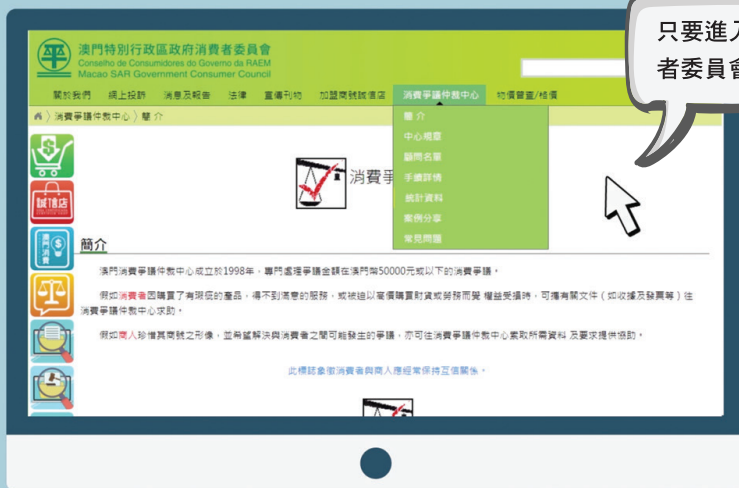 只要進入
者委員會
澳門特別行政區政府消費者委員會
Conselho de Consumidores do Governo da RAEM
Macao SAR Government Consumer Council
關於我們 網上投訴 消息及報告 法律 宣傳刊物 加盟商號誠信店 消費爭議仲裁中心 物價普查/格價
消費爭議仲裁中心 〉 簡介
簡介
中心規章
顧問名單
手續詳情
統計資料
案例分享
常見問題
消費爭
誠信店
澳門消費
簡介
澳門消費爭議仲裁中心成立於1998年，專門處理爭議金額在澳門幣50000元或以下的消費爭議。
假如消費者因購買了有瑕疵的產品，得不到滿意的服務，或被迫以高價購買財貨或勞務而受 權益受損時，可攜有關文件（如收據及發票等）往
消費爭議仲裁中心求助。
假如商人珍惜其商號之形像，並希望解決與消費者之間可能發生的爭議，亦可往消費爭議仲裁中心索取所需資料 及要求提供協助。
此標誌象徵消費者與商人應經常保持互信關係。